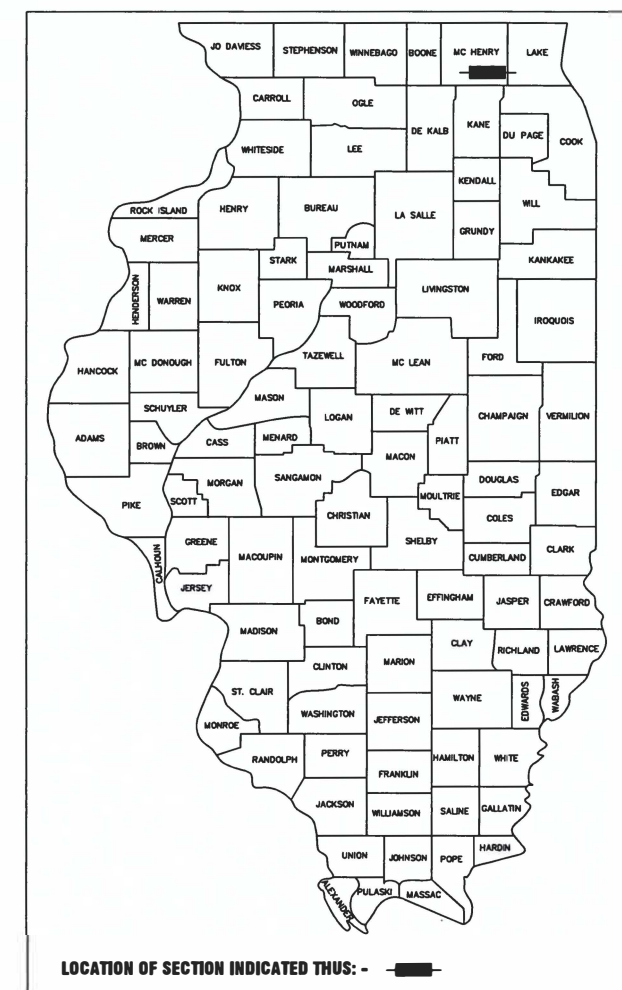 JO DAVIESS
STEPHENSON
WINNEBAGO
BOONE
MC HENRY
LAKE
CARROLL
OGLE
DE KALB
KANE
DU PAGE
COOK
WHITESIDE
LEE
KENDALL
WILL
ROCK ISLAND
HENRY
BUREAU
LA SALLE
GRUNDY
MERCER
PUTNAM
STARK
MARSHALL
KANKAKEE
HENDERSON
WARREN
KNOX
PEORIA
WOODFORD
LIVINGSTON
IROQUOIS
HANCOCK
MC DONOUGH
FULTON
TAZEWELL
MC LEAN
FORD
SCHUYLER
MASON
LOGAN
DE WITT
CHAMPAIGN
VERMILION
ADAMS
BROWN
CASS
MENARD
MACON
PIATT
PIKE
SCOTT
MORGAN
SANGAMON
CHRISTIAN
MOULTRIE
DOUGLAS
EDGAR
COLES
CALHOUN
GREENE
MACOUPIN
MONTGOMERY
SHELBY
CUMBERLAND
CLARK
JERSEY
FAYETTE
EFFINGHAM
JASPER
CRAWFORD
MADISON
BOND
CLAY
RICHLAND
LAWRENCE
CLINTON
MARION
ST. CLAIR
WAYNE
EDWARDS
WABASH
MONROE
WASHINGTON
JEFFERSON
RANDOLPH
PERRY
HAMILTON
WHITE
FRANKLIN
JACKSON
WILLIAMSON
SALINE
GALLATIN
UNION
JOHNSON
POPE
HARDIN
ALEXANDER
PULASKI
MASSAC
LOCATION OF SECTION INDICATED THUS: -